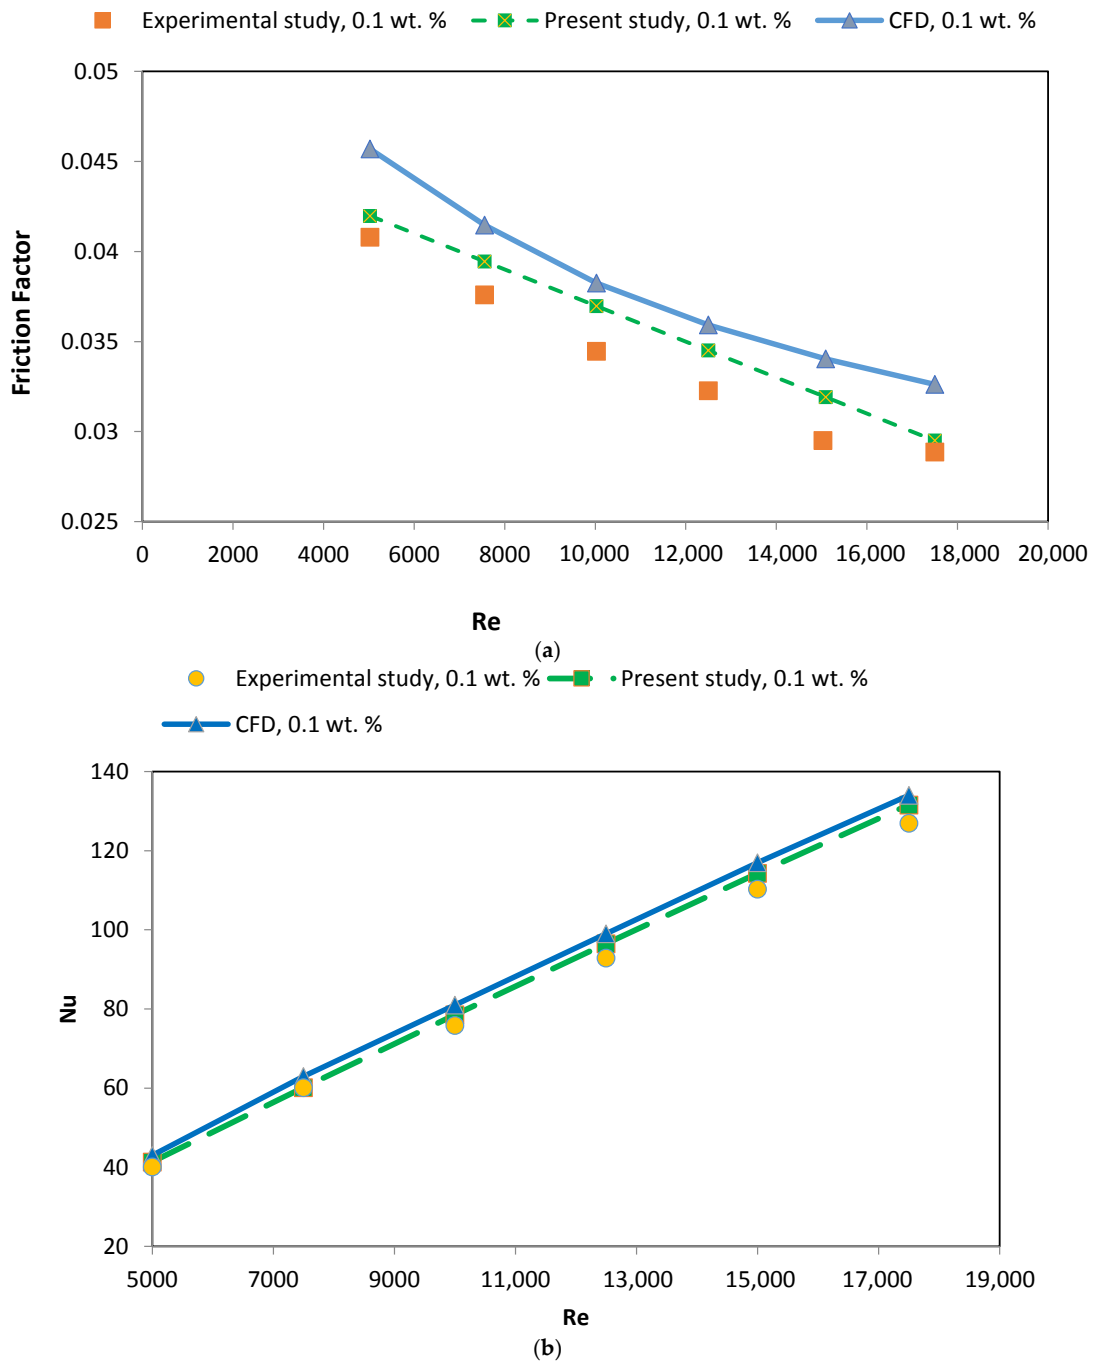 Experimental study, 0.1 wt. % Present study, 0.1 wt. % CFD, 0.1 wt. %
0.05
0.045
0.04
0.035
0.03
0.025
Friction Factor
0 2000 4000 6000 8000 10,000 12,000 14,000 16,000 18,000 20,000
Re
(a)
Experimental study, 0.1 wt. % Present study, 0.1 wt. %
CFD, 0.1 wt. %
140
120
100
80
60
40
20
Nu
5000 7000 9000 11,000 13,000 15,000 17,000 19,000
Re
(b)